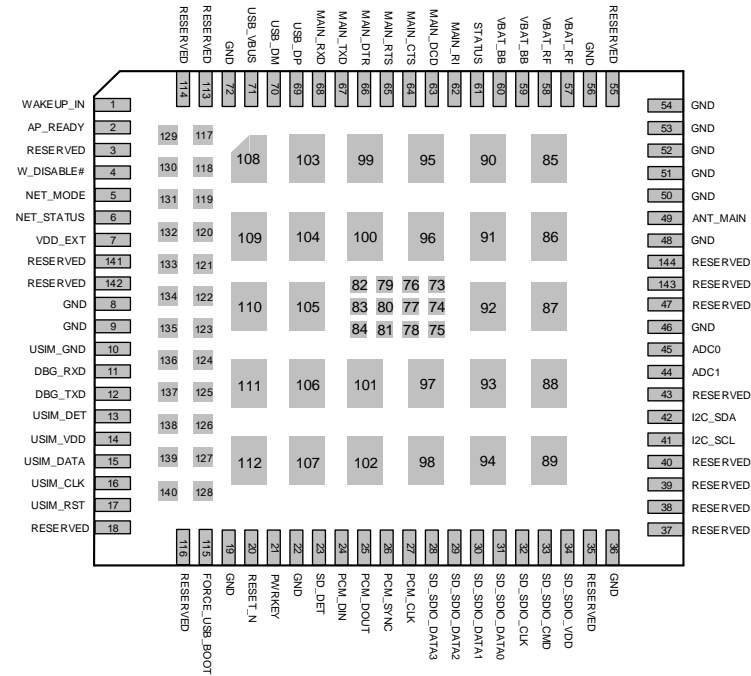 RESERVED
RESERVED
GND
USB_VBUS
USB_DM
USB_DP
MAIN_RXD
MAIN_TXD
MAIN_DTR
MAIN_RTS
MAIN_CTS
MAIN_DCD
MAIN_RI
STATUS
VBAT_BB
VBAT_BB
VBAT_RF
VBAT_RF
GND
RESERVED
114 113 72 71 70 69 68 67 66 65 64 63 62 61 60 59 58 57 56 55
WAKEUP_IN 1
AP_READY 2
RESERVED 3
W_DISABLE# 4
NET_MODE 5
NET_STATUS 6
VDD_EXT 7
RESERVED 141
RESERVED 142
GND 8
GND 9
USIM_GND 10
DBG_RXD 11
DBG_TXD 12
USIM_DET 13
USIM_VDD 14
USIM_DATA 15
USIM_CLK 16
USIM_RST 17
RESERVED 18
129 117
130 118
131 119
132 120
133 121
134 122
135 123
136 124
137 125
138 126
139 127
140 128
108 103 99 95 90 85
109 104 100 96 91 86
110 105 92 87
82 79 76 73
83 80 77 74
84 81 78 75
111 106 101 97 93 88
112 107 102 98 94 89
54 GND
53 GND
52 GND
51 GND
50 GND
49 ANT_MAIN
48 GND
144 RESERVED
143 RESERVED
47 RESERVED
46 GND
45 ADC0
44 ADC1
43 RESERVED
42 I2C_SDA
41 I2C_SCL
40 RESERVED
39 RESERVED
38 RESERVED
37 RESERVED
116 115 19 20 21 22 23 24 25 26 27 28 29 30 31 32 33 34 35 36
RESERVED
FORCE_USB_BOOT
GND
RESET_N
PWRKEY
GND
SD_DET
PCM_DIN
PCM_DOUT
PCM_SYNC
PCM_CLK
SD_SDIO_DATA3
SD_SDIO_DATA2
SD_SDIO_DATA1
SD_SDIO_DATA0
SD_SDIO_CLK
SD_SDIO_CMD
SD_SDIO_VDD
RESERVED
GND